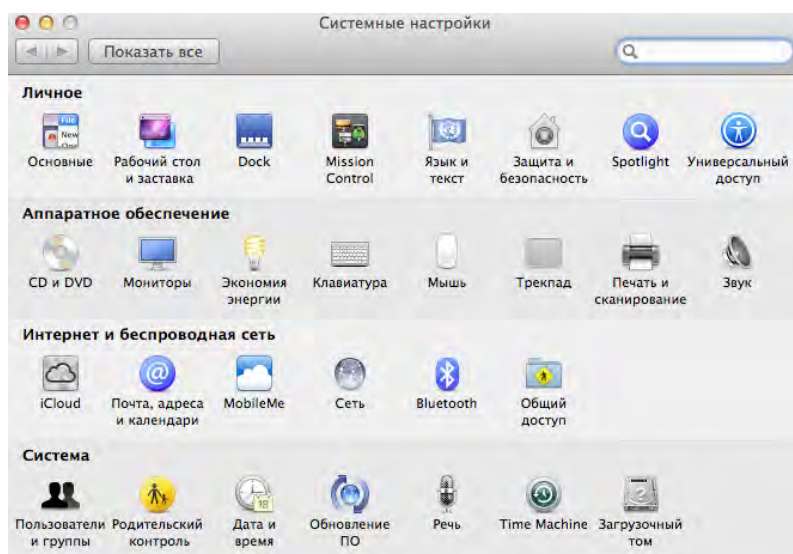 Системные настройки
Показать все
Личное
Основные
Рабочий стол
и заставка
Dock
Mission
Control
Язык и
текст
Защита и
безопасность
Spotlight
Универсальный
доступ
Аппаратное обеспечение
CD и DVD
Мониторы
Экономия
энергии
Клавиатура
Мышь
Трекпад
Печать и
сканирование
Звук
Интернет и беспроводная сеть
iCloud
Почта, адреса
и календари
MobileMe
Сеть
Bluetooth
Общий
доступ
Система
Пользователи
и группы
Родительский
контроль
Дата и
время
Обновление
ПО
Речь
Time Machine
Загрузочный
том